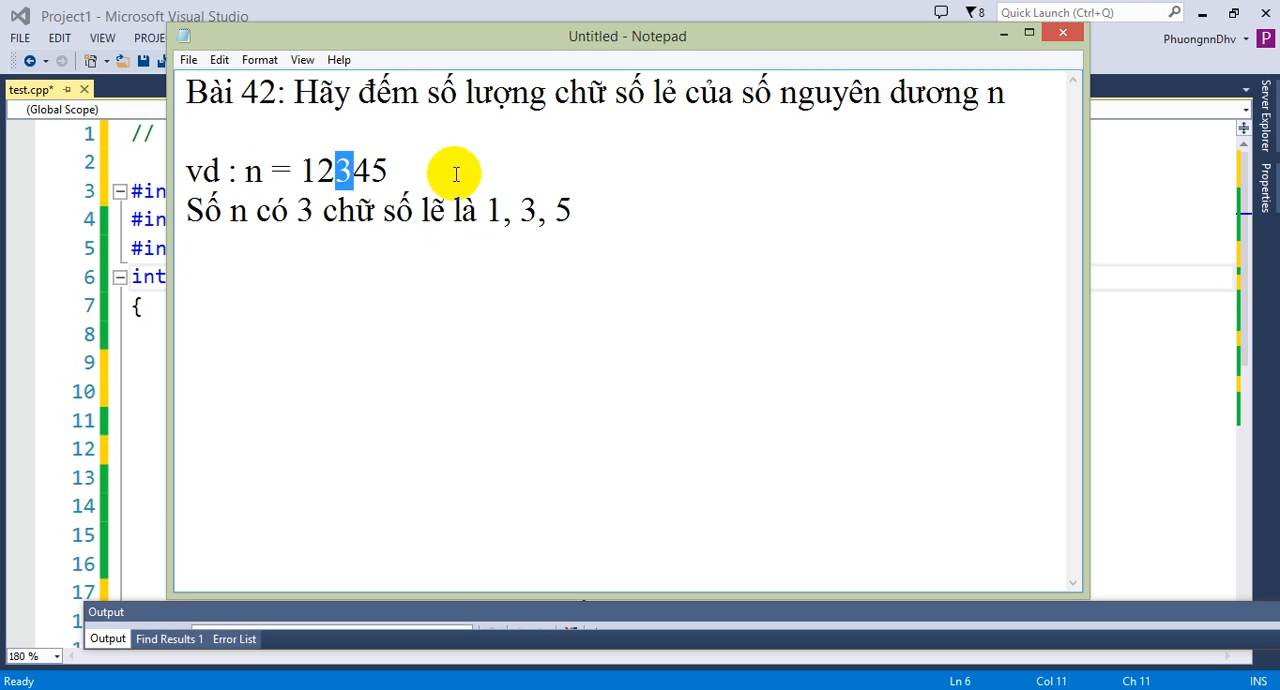 Project1 - Microsoft Visual Studio
8
Quick Launch (Ctrl+Q)
FILE EDIT VIEW PROJE
PhuongnnDhv P
test.cpp*
(Global Scope)
Untitled - Notepad
File Edit Format View Help
Bài 42: Hãy đếm số lượng chữ số lẻ của số nguyên dương n
vd : n = 12345
Số n có 3 chữ số lẽ là 1, 3, 5
1 //
2
3 #in
4 #in
5 #in
6 int
7 {
8
9
10
11
12
13
14
15
16
17
Server Explorer
Properties
Output
Output Find Results 1 Error List
180 %
Ready Ln 6 Col 11 Ch 11 INS